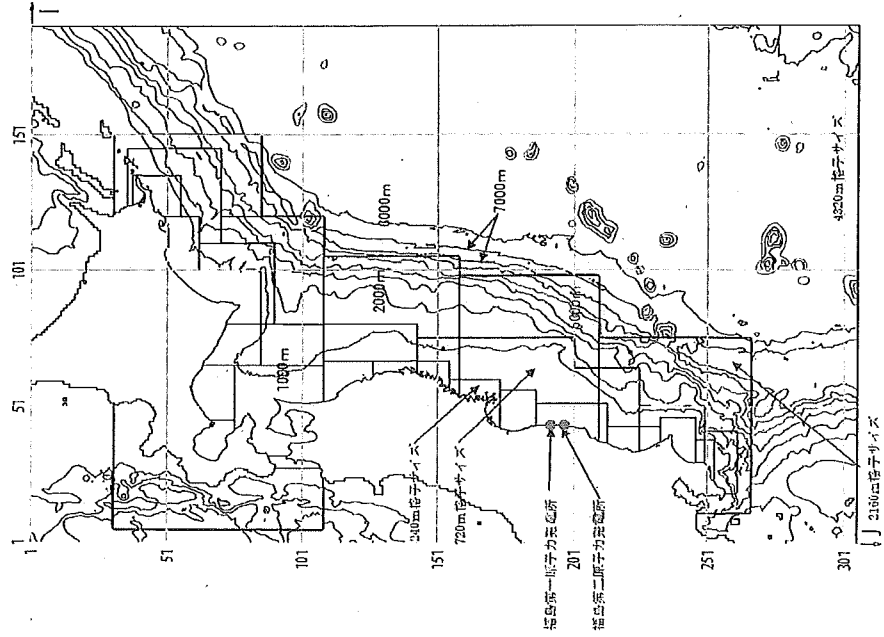 I
1
51
101
151
1
51
101
151
201
251
301
J
1000m
2000m
6000m
7000m
8000m
240m格子サイズ
720m格子サイズ
2160m格子サイズ
4320m格子サイズ
福島第一原子力発電所
福島第二原子力発電所